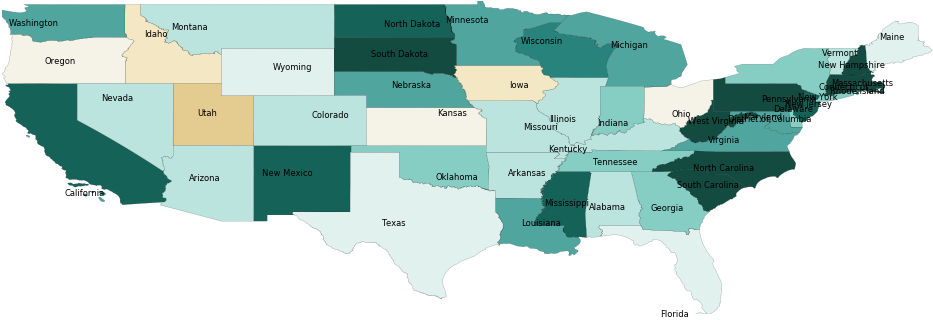 Washington
Montana
North Dakota
Minnesota
Idaho
Wisconsin
Michigan
Maine
Vermont
New Hampshire
Oregon
Wyoming
South Dakota
Massachusetts
Nevada
Nebraska
Iowa
Rhode Island
Pennsylvania
New York
New Jersey
Delaware
Utah
Colorado
Kansas
Missouri
Illinois
Indiana
Ohio
West Virginia
District of Columbia
Virginia
Kentucky
California
Arizona
New Mexico
Oklahoma
Arkansas
Tennessee
North Carolina
South Carolina
Texas
Louisiana
Mississippi
Alabama
Georgia
Florida